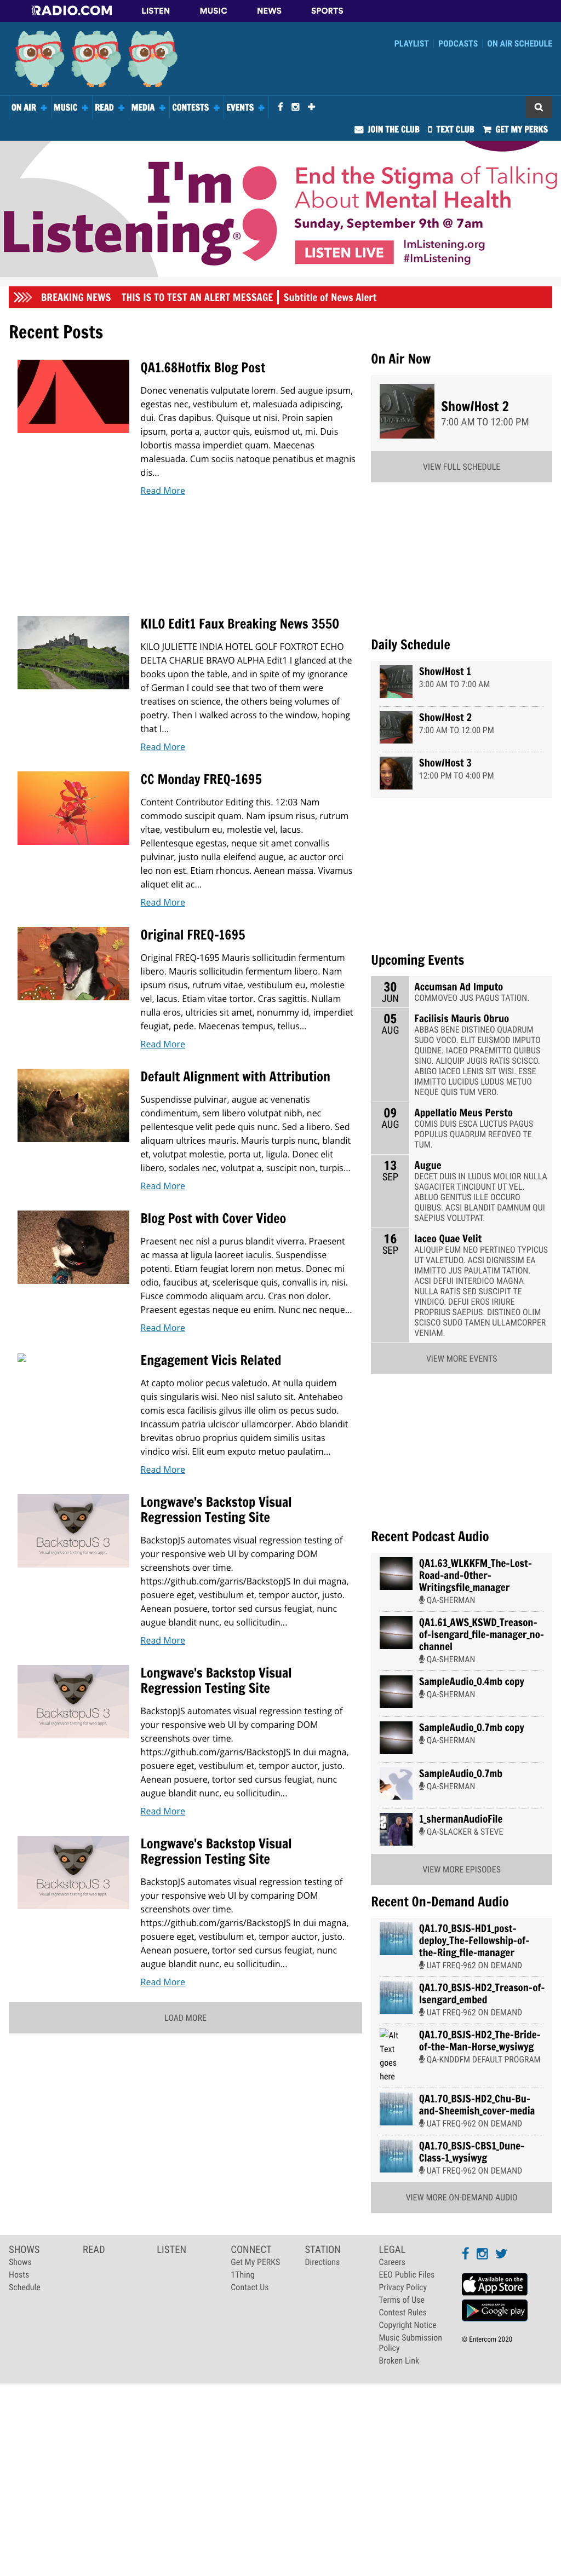 RADIO.COM LISTEN MUSIC NEWS SPORTS
PLAYLIST PODCASTS ON AIR SCHEDULE
ON AIR MUSIC READ MEDIA CONTESTS EVENTS
JOIN THE CLUB TEXT CLUB GET MY PERKS
I'm
Listening®
End the Stigma of Talking
About Mental Health
Sunday, September 9th @ 7am
LISTEN LIVE
ImListening.org
#ImListening
BREAKING NEWS THIS IS TO TEST AN ALERT MESSAGE Subtitle of News Alert
Recent Posts
QA1.68Hotfix Blog Post
Donec venenatis vulputate lorem. Sed augue ipsum,
egestas nec, vestibulum et, malesuada adipiscing,
dui. Cras dapibus. Quisque ut nisi. Proin sapien
ipsum, porta a, auctor quis, euismod ut, mi. Duis
lobortis massa imperdiet quam. Maecenas
malesuada. Cum sociis natoque penatibus et magnis
dis...
Read More
KILO Edit1 Faux Breaking News 3550
KILO JULIETTE INDIA HOTEL GOLF FOXTROT ECHO
DELTA CHARLIE BRAVO ALPHA Edit1 I glanced at the
books upon the table, and in spite of my ignorance
of German I could see that two of them were
treatises on science, the others being volumes of
poetry. Then I walked across to the window, hoping
that I...
Read More
CC Monday FREQ-1695
Content Contributor Editing this. 12:03 Nam
commodo suscipit quam. Nam ipsum risus, rutrum
vitae, vestibulum eu, molestie vel, lacus.
Pellentesque egestas, neque sit amet convallis
pulvinar, justo nulla eleifend augue, ac auctor orci
leo non est. Etiam rhoncus. Aenean massa. Vivamus
aliquet elit ac...
Read More
Original FREQ-1695
Original FREQ-1695 Mauris sollicitudin fermentum
libero. Mauris sollicitudin fermentum libero. Nam
ipsum risus, rutrum vitae, vestibulum eu, molestie
vel, lacus. Etiam vitae tortor. Cras sagittis. Nullam
nulla eros, ultricies sit amet, nonummy id, imperdiet
feugiat, pede. Maecenas tempus, tellus...
Read More
Default Alignment with Attribution
Suspendisse pulvinar, augue ac venenatis
condimentum, sem libero volutpat nibh, nec
pellentesque velit pede quis nunc. Sed a libero. Sed
aliquam ultrices mauris. Mauris turpis nunc, blandit
et, volutpat molestie, porta ut, ligula. Donec elit
libero, sodales nec, volutpat a, suscipit non, turpis...
Read More
Blog Post with Cover Video
Praesent nec nisl a purus blandit viverra. Praesent
ac massa at ligula laoreet iaculis. Suspendisse
potenti. Etiam feugiat lorem non metus. Donec mi
odio, faucibus at, scelerisque quis, convallis in, nisi.
Fusce commodo aliquam arcu. Cras non dolor.
Praesent egestas neque eu enim. Nunc nec neque...
Read More
Engagement Vicis Related
At capto molior pecus valetudo. At nulla quidem
quis singularis wisi. Neo nisl saluto sit. Antehabeo
comis esca facilisis gilvus ille olim os pecus sudo.
Incassum patria ulciscor ullamcorper. Abdo blandit
brevitas obruo proprius quidem similis usitas
vindico wisi. Elit eum exputo metuo paulatim...
Read More
BackstopJS 3
Visual regression testing for web apps
Longwave's Backstop Visual
Regression Testing Site
BackstopJS automates visual regression testing of
your responsive web UI by comparing DOM
screenshots over time.
https://github.com/garris/BackstopJS In dui magna,
posuere eget, vestibulum et, tempor auctor, justo.
Aenean posuere, tortor sed cursus feugiat, nunc
augue blandit nunc, eu sollicitudin...
Read More
BackstopJS 3
Visual regression testing for web apps
Longwave's Backstop Visual
Regression Testing Site
BackstopJS automates visual regression testing of
your responsive web UI by comparing DOM
screenshots over time.
https://github.com/garris/BackstopJS In dui magna,
posuere eget, vestibulum et, tempor auctor, justo.
Aenean posuere, tortor sed cursus feugiat, nunc
augue blandit nunc, eu sollicitudin...
Read More
BackstopJS 3
Visual regression testing for web apps
Longwave's Backstop Visual
Regression Testing Site
BackstopJS automates visual regression testing of
your responsive web UI by comparing DOM
screenshots over time.
https://github.com/garris/BackstopJS In dui magna,
posuere eget, vestibulum et, tempor auctor, justo.
Aenean posuere, tortor sed cursus feugiat, nunc
augue blandit nunc, eu sollicitudin...
Read More
LOAD MORE
On Air Now
Show/Host 2
7:00 AM TO 12:00 PM
VIEW FULL SCHEDULE
Daily Schedule
Show/Host 1
3:00 AM TO 7:00 AM
Show/Host 2
7:00 AM TO 12:00 PM
Show/Host 3
12:00 PM TO 4:00 PM
Upcoming Events
30
JUN
Accumsan Ad Imputo
COMMOVEO JUS PAGUS TATION.
05
AUG
Facilisis Mauris Obruo
ABBAS BENE DISTINEO QUADRUM
SUDO VOCO. ELIT EUISMOD IMPUTO
QUIDNE. IACEO PRAEMITTO QUIBUS
SINO. ALIQUIP JUGIS RATIS SCISCO.
ABIGO IACEO LENIS SIT WISI. ESSE
IMMITTO LUCIDUS LUDUS METUO
NEQUE QUIS TUM VERO.
09
AUG
Appellatio Meus Persto
COMIS DUIS ESCA LUCTUS PAGUS
POPULUS QUADRUM REFOVEO TE
TUM.
13
SEP
Augue
DECET DUIS IN LUDUS MOLIOR NULLA
SAGACITER TINCIDUNT UT VEL.
ABLUO GENITUS ILLE OCCURO
QUIBUS. ACSI BLANDIT DAMNUM QUI
SAEPIUS VOLUTPAT.
16
SEP
Iaceo Quae Velit
ALIQUIP EUM NEO PERTINEO TYPICUS
UT VALETUDO. ACSI DIGNISSIM EA
IMMITTO JUS PAULATIM TATION.
ACSI DEFUI INTERDICO MAGNA
NULLA RATIS SED SUSCIPIT TE
VINDICO. DEFUI EROS IRIURE
PROPRIUS SAEPIUS. DISTINEO OLIM
SCISCO SUDO TAMEN ULLAMCORPER
VENIAM.
VIEW MORE EVENTS
Recent Podcast Audio
QA1.63_WLKKFM_The-Lost-
Road-and-Other-
Writingsfile_manager
QA-SHERMAN
QA1.61_AWS_KSWD_Treason-
of-Isengard_file-manager_no-
channel
QA-SHERMAN
SampleAudio_0.4mb copy
QA-SHERMAN
SampleAudio_0.7mb copy
QA-SHERMAN
SampleAudio_0.7mb
QA-SHERMAN
1_shermanAudioFile
QA-SLACKER & STEVE
VIEW MORE EPISODES
Recent On-Demand Audio
QA1.70_BSJS-HD1_post-
deploy_The-Fellowship-of-
the-Ring_file-manager
UAT FREQ-962 ON DEMAND
QA1.70_BSJS-HD2_Treason-of-
Isengard_embed
UAT FREQ-962 ON DEMAND
Alt
Text
goes
here
QA1.70_BSJS-HD2_The-Bride-
of-the-Man-Horse_wysiwyg
QA-KNDDFM DEFAULT PROGRAM
QA1.70_BSJS-HD2_Chu-Bu-
and-Sheemish_cover-media
UAT FREQ-962 ON DEMAND
QA1.70_BSJS-CBS1_Dune-
Class-1_wysiwyg
UAT FREQ-962 ON DEMAND
VIEW MORE ON-DEMAND AUDIO
SHOWS
Shows
Hosts
Schedule
READ
LISTEN
CONNECT
Get My PERKS
1Thing
Contact Us
STATION
Directions
LEGAL
Careers
EEO Public Files
Privacy Policy
Terms of Use
Contest Rules
Copyright Notice
Music Submission
Policy
Broken Link
Available on the
App Store
ANDROID APP ON
Google play
© Entercom 2020